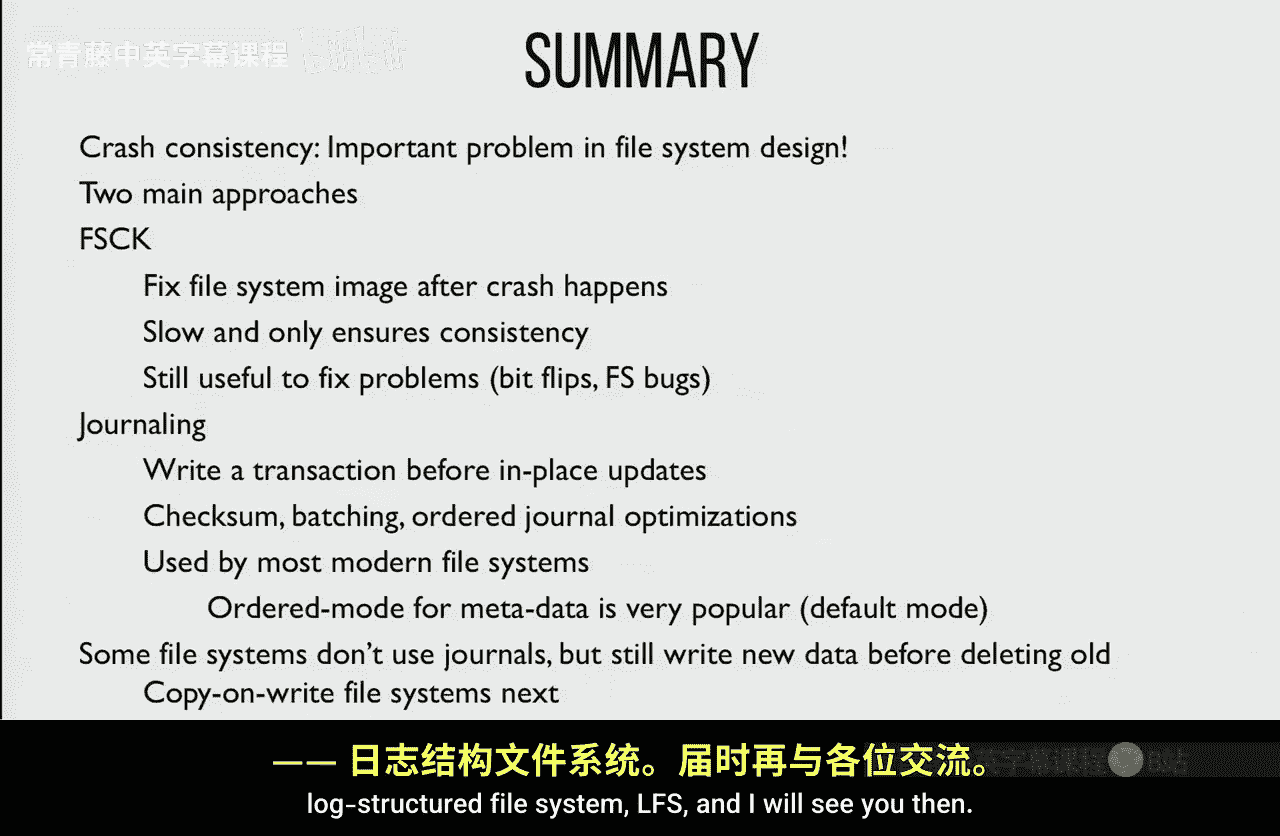 常青藤中英字幕课程
SUMMARY
Crash consistency: Important problem in file system design!
Two main approaches
FSCK
Fix file system image after crash happens
Slow and only ensures consistency
Still useful to fix problems (bit flips, FS bugs)
Journaling
Write a transaction before in-place updates
Checksum, batching, ordered journal optimizations
Used by most modern file systems
Ordered-mode for meta-data is very popular (default mode)
Some file systems don't use journals, but still write new data before deleting old
Copy-on-write file systems next
—— 日志结构文件系统。届时再与各位交流。
log-structured file system, LFS, and I will see you then.